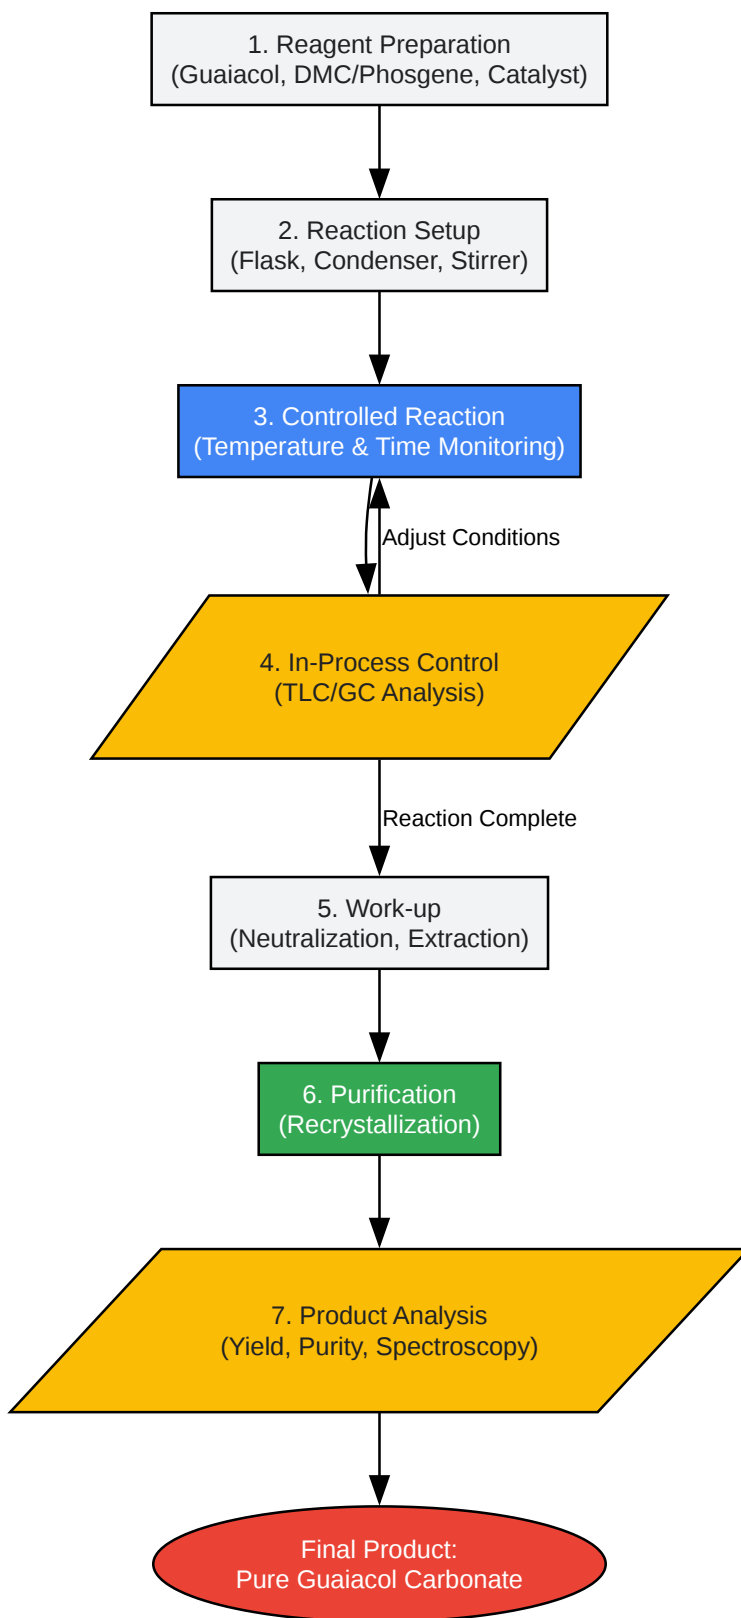 1. Reagent Preparation
(Guaiacol, DMC/Phosgene, Catalyst)
2. Reaction Setup
(Flask, Condenser, Stirrer)
3. Controlled Reaction
(Temperature & Time Monitoring)
Adjust Conditions
4. In-Process Control
(TLC/GC Analysis)
Reaction Complete
5. Work-up
(Neutralization, Extraction)
6. Purification
(Recrystallization)
7. Product Analysis
(Yield, Purity, Spectroscopy)
Final Product:
Pure Guaiacol Carbonate